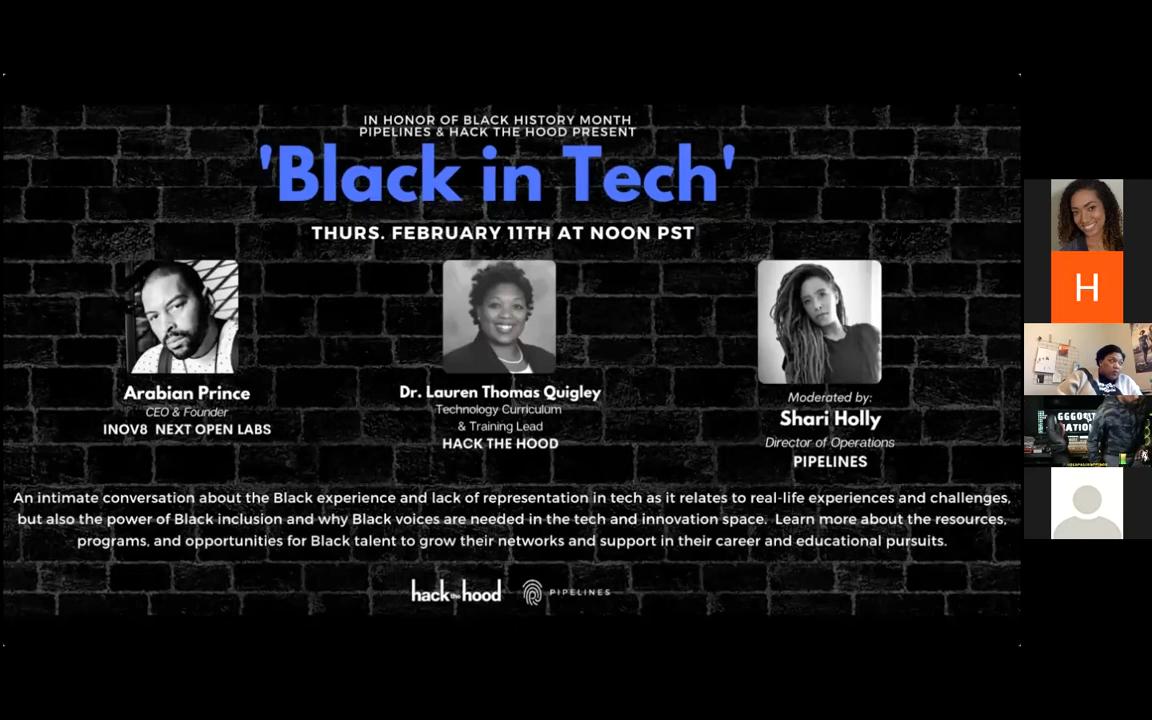 IN HONOR OF BLACK HISTORY MONTH
PIPELINES & HACK THE HOOD PRESENT
'Black in Tech'
THURS. FEBRUARY 11TH AT NOON PST
Arabian Prince
CEO & Founder
INOV8 NEXT OPEN LABS
Dr. Lauren Thomas Quigley
Technology Curriculum
& Training Lead
HACK THE HOOD
Moderated by:
Shari Holly
Director of Operations
PIPELINES
An intimate conversation about the Black experience and lack of representation in tech as it relates to real-life experiences and challenges,
but also the power of Black inclusion and why Black voices are needed in the tech and innovation space. Learn more about the resources,
programs, and opportunities for Black talent to grow their networks and support in their career and educational pursuits.
hack the hood
PIPELINES
H